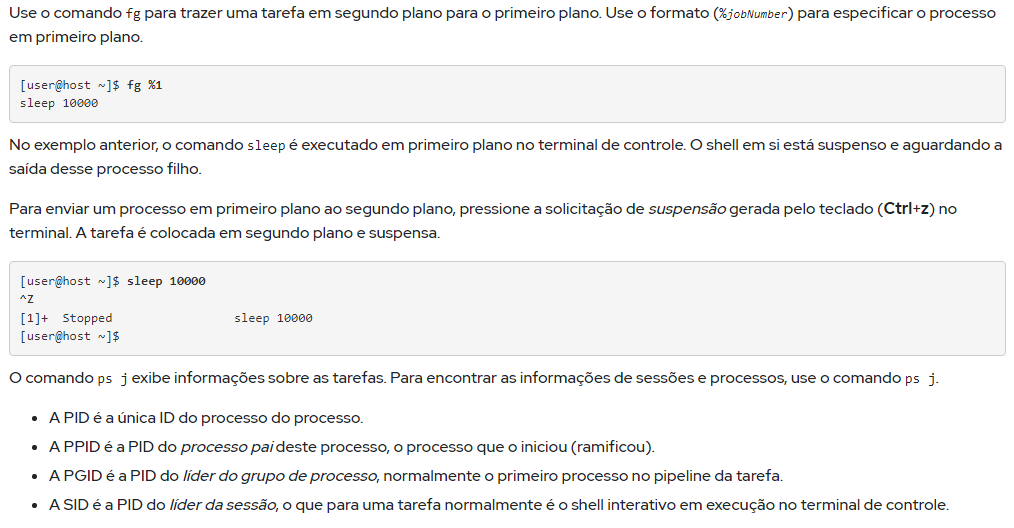 Use o comando fg para trazer uma tarefa em segundo plano para o primeiro plano. Use o formato (%jobNumber) para especificar o processo
em primeiro plano.
[user@host ~]$ fg %1
sleep 10000
No exemplo anterior, o comando sleep é executado em primeiro plano no terminal de controle. O shell em si está suspenso e aguardando a
saída desse processo filho.
Para enviar um processo em primeiro plano ao segundo plano, pressione a solicitação de suspensão gerada pelo teclado (Ctrl+z) no
terminal. A tarefa é colocada em segundo plano e suspensa.
[user@host ~]$ sleep 10000
^Z
[1]+  Stopped                 sleep 10000
[user@host ~]$
O comando ps j exibe informações sobre as tarefas. Para encontrar as informações de sessões e processos, use o comando ps j.
• A PID é a única ID do processo do processo.
• A PPID é a PID do processo pai deste processo, o processo que o iniciou (ramificou).
• A PGID é a PID do líder do grupo de processo, normalmente o primeiro processo no pipeline da tarefa.
• A SID é a PID do líder da sessão, o que para uma tarefa normalmente é o shell interativo em execução no terminal de controle.